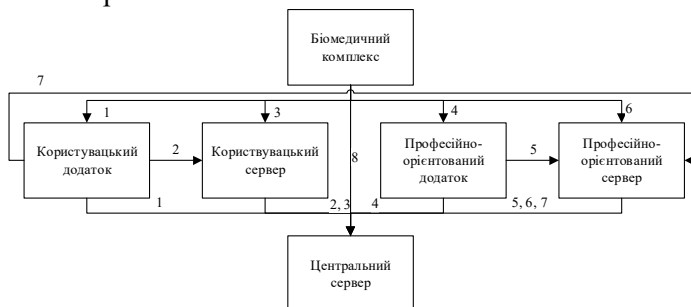 Біомедичний
комплекс
7
1
3
4
6
Користувацький
додаток
2
Користвувацький
сервер
8
Професійно-
орієнтований
додаток
5
Професійно-
орієнтований
сервер
1
2, 3
4
5, 6, 7
Центральний
сервер